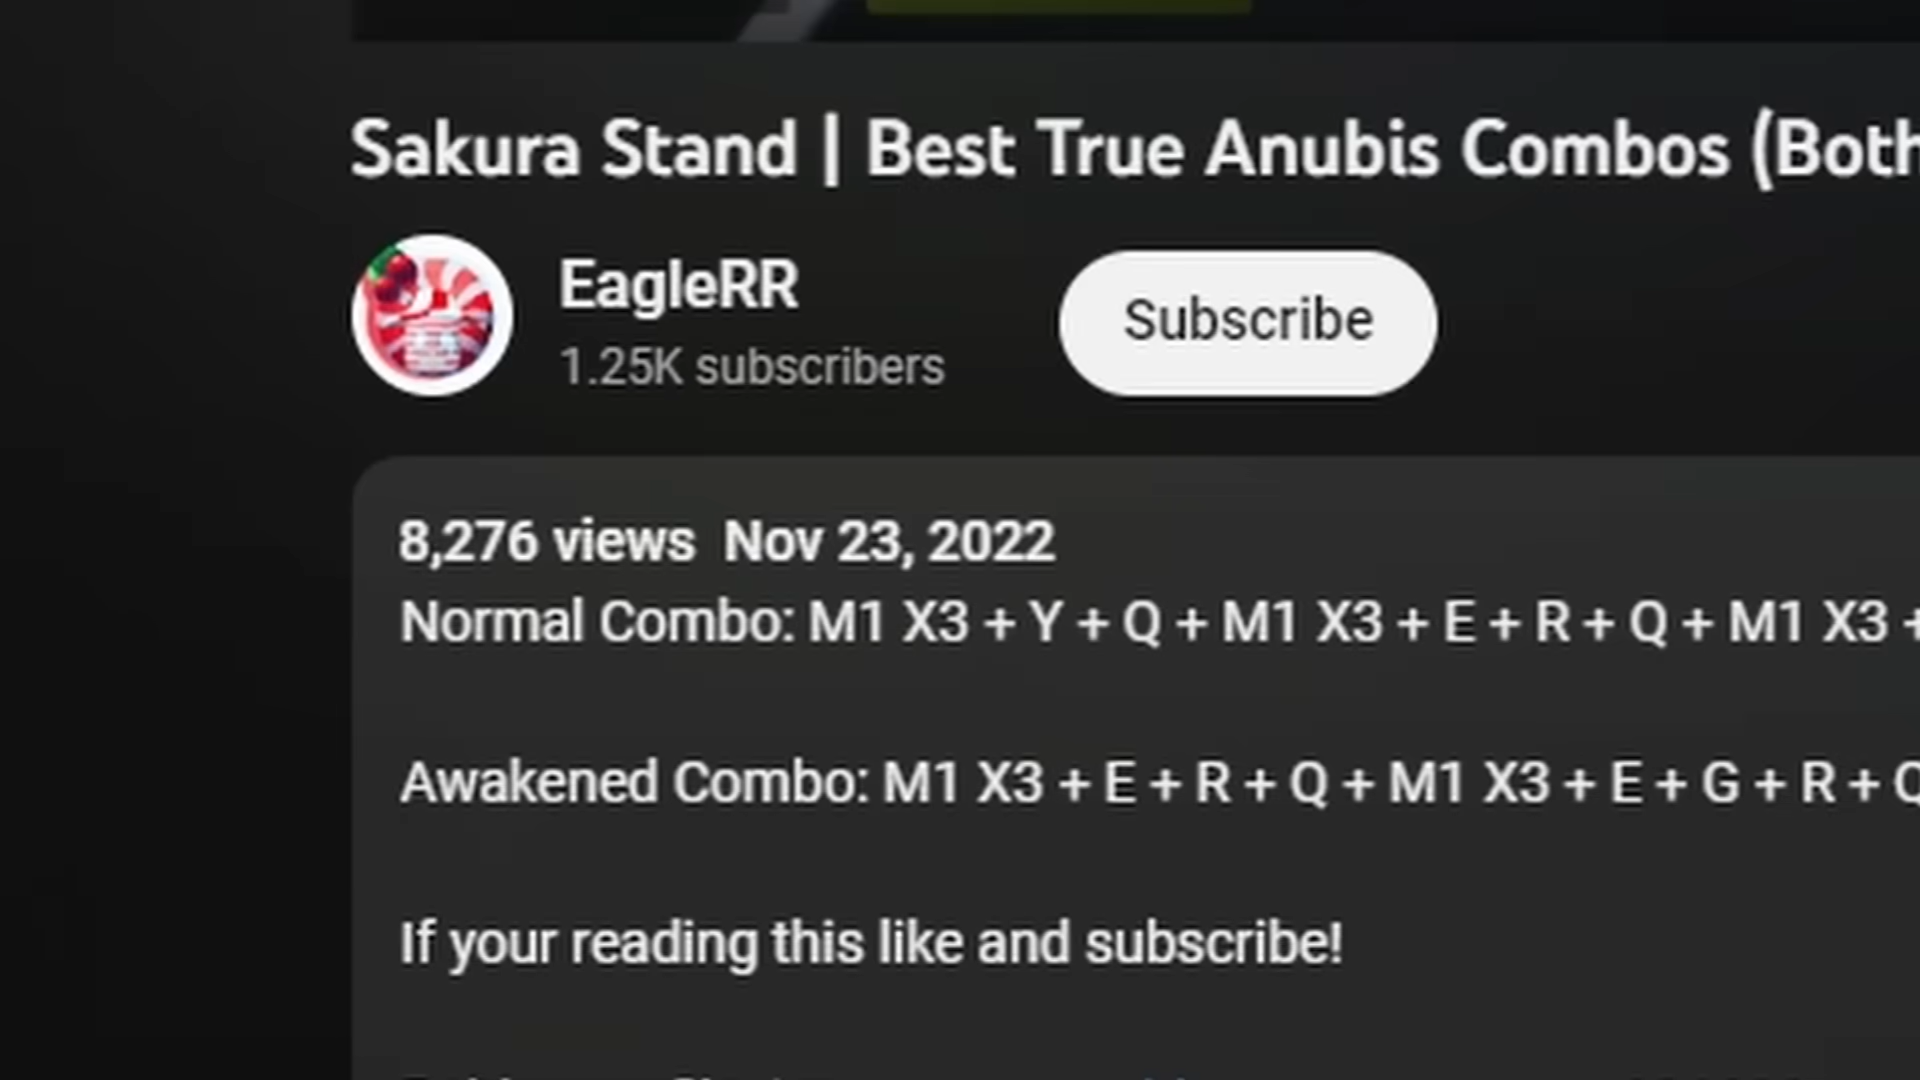 Sakura Stand | Best True Anubis Combos (Both
EagleRR
1.25K subscribers
Subscribe
8,276 views Nov 23, 2022
Normal Combo: M1 X3 + Y + Q + M1 X3 + E + R + Q + M1 X3 +
Awakened Combo: M1 X3 + E + R + Q + M1 X3 + E + G + R + Q
If your reading this like and subscribe!